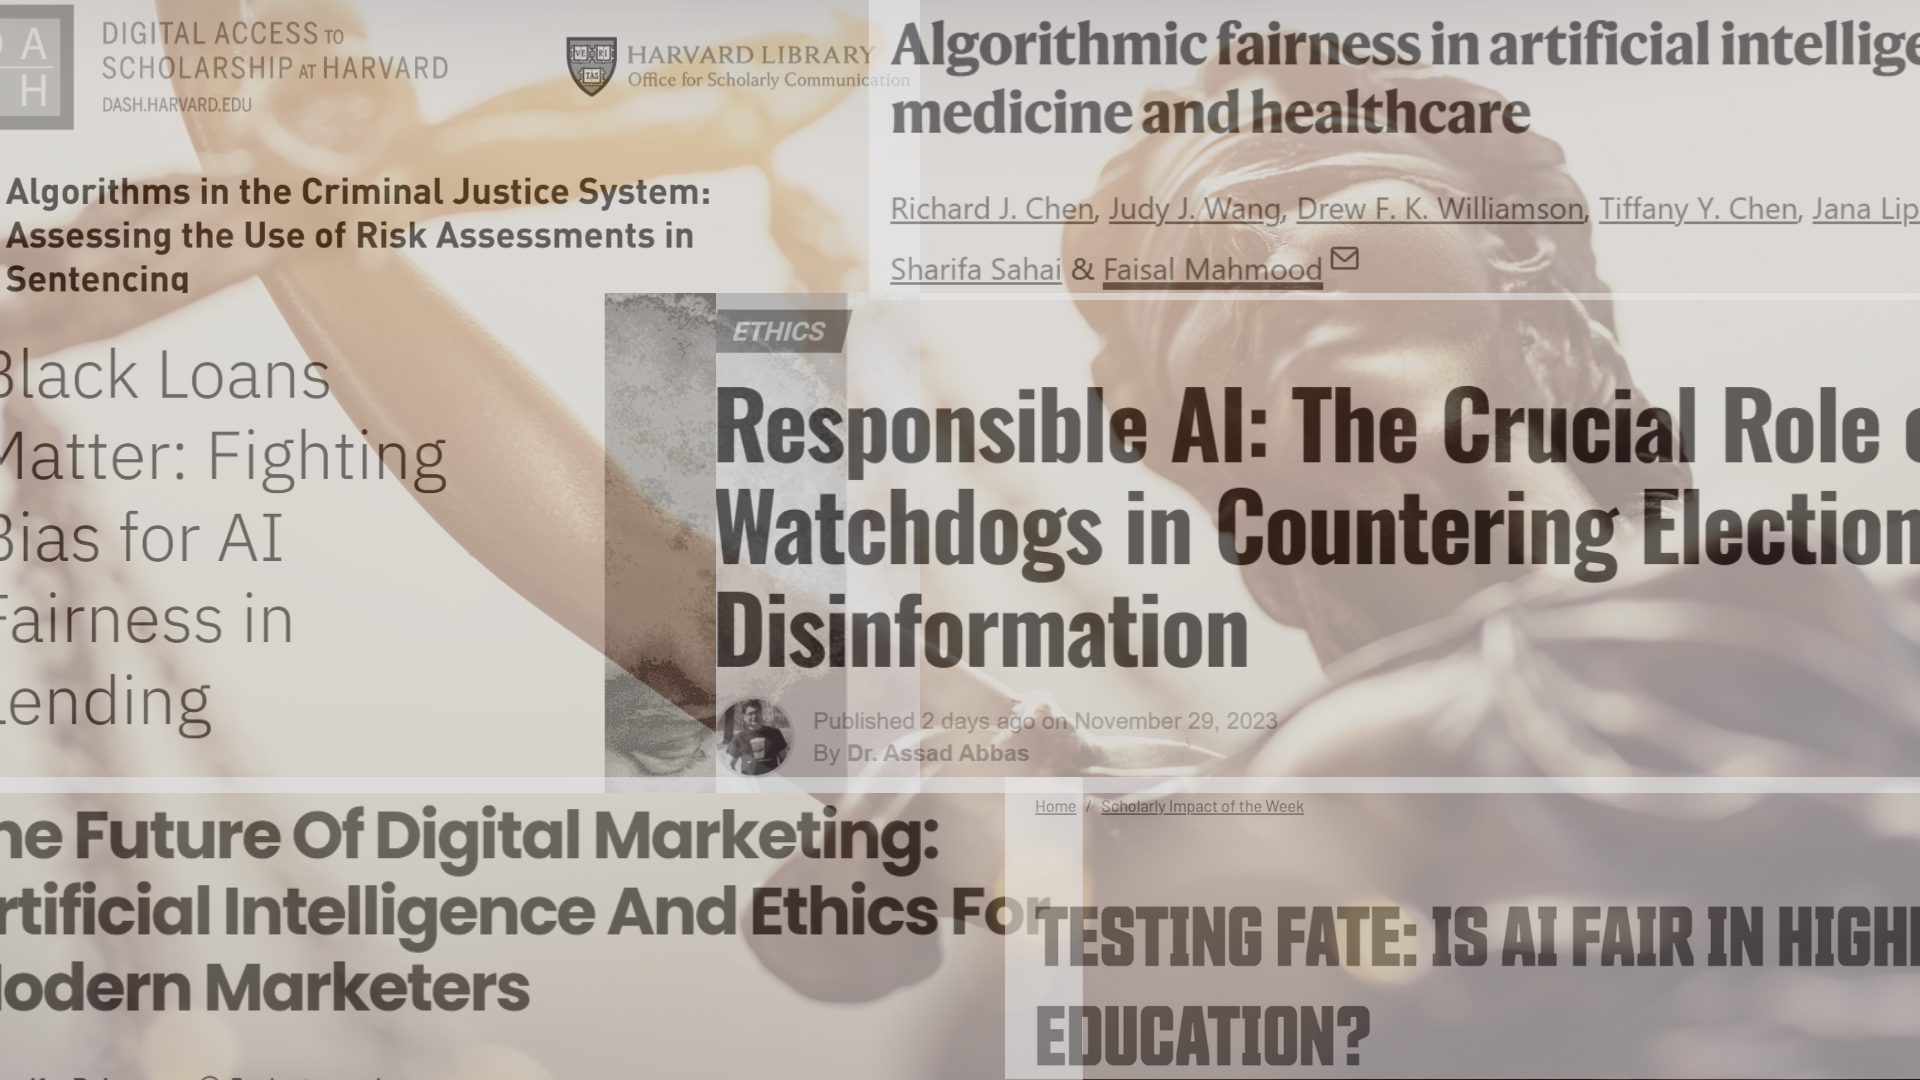 DIGITAL ACCESS TO
SCHOLARSHIP AT HARVARD
DASH.HARVARD.EDU
A
H
VE RI
TAS
HARVARD LIBRARY
Office for Scholarly Communication
Algorithms in the Criminal Justice System:
Assessing the Use of Risk Assessments in
Sentencing
Algorithmic fairness in artificial intellige
medicine and healthcare
Richard J. Chen, Judy J. Wang, Drew F. K. Williamson, Tiffany Y. Chen, Jana Lip
Sharifa Sahai & Faisal Mahmood
Black Loans
Matter: Fighting
Bias for AI
Fairness in
Lending
ETHICS
Responsible AI: The Crucial Role o
Watchdogs in Countering Election
Disinformation
Published 2 days ago on November 29, 2023
By Dr. Assad Abbas
he Future Of Digital Marketing:
rtificial Intelligence And Ethics For
odern Marketers
Home / Scholarly Impact of the Week
TESTING FATE: IS AI FAIR IN HIGH
EDUCATION?